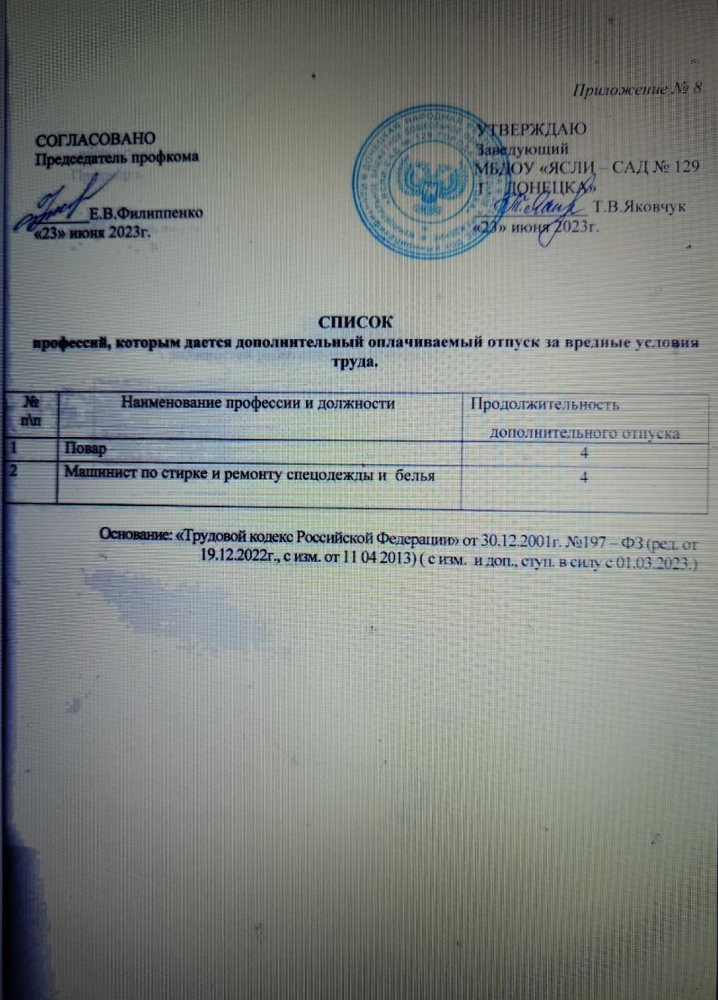 Приложение № 8
СОГЛАСОВАНО
Председатель профкома
Е.В.Филиппенко
«23» июня 2023г.
УТВЕРЖДАЮ
Заведующий
МБДОУ «ЯСЛИ – САД № 129
Г. ДОНЕЦКА»
Т.В.Яковчук
«23» июня 2023г.
СПИСОК
профессий, которым дается дополнительный оплачиваемый отпуск за вредные условия
труда.
№
п\п
Наименование профессии и должности
Продолжительность
дополнительного отпуска
1 Повар 4
2 Машинист по стирке и ремонту спецодежды и белья 4
Основание: «Трудовой кодекс Российской Федерации» от 30.12.2001г. №197 – ФЗ (ред. от
19.12.2022г., с изм. от 11 04 2013) ( с изм. и доп., ступ. в силу с 01.03.2023.)